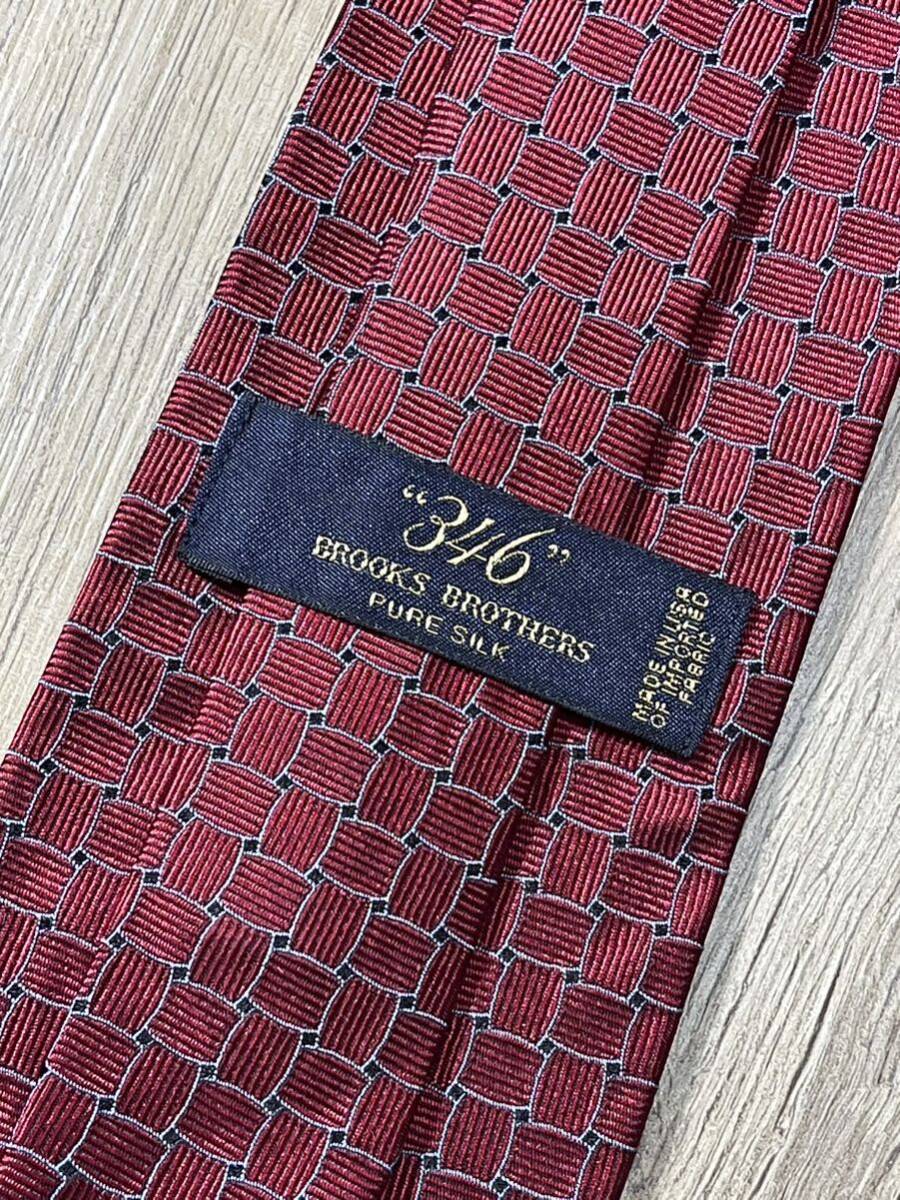 "346"
BROOKS BROTHERS
PURE SILK
MADE IN USA
OF IMPORTED
FABRIC